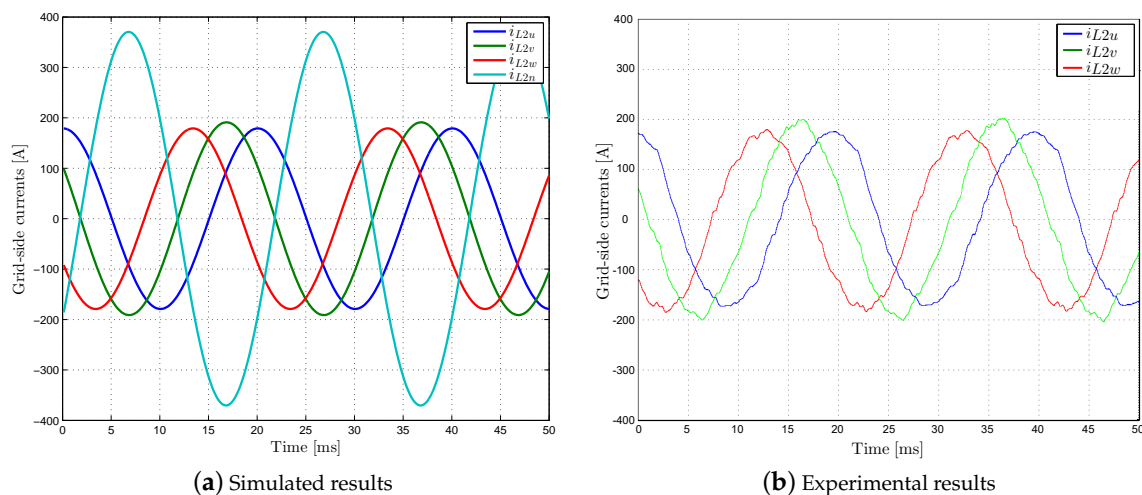 400
300
200
100
0
−100
−200
−300
−400
Grid-side currents [A]
0 5 10 15 20 25 30 35 40 45 50
Time [ms]
iL2u
iL2v
iL2w
iL2n
(a) Simulated results
400
300
200
100
0
-100
-200
-300
-400
Grid-side currents [A]
0 5 10 15 20 25 30 35 40 45 50
Time [ms]
iL2u
iL2v
iL2w
(b) Experimental results